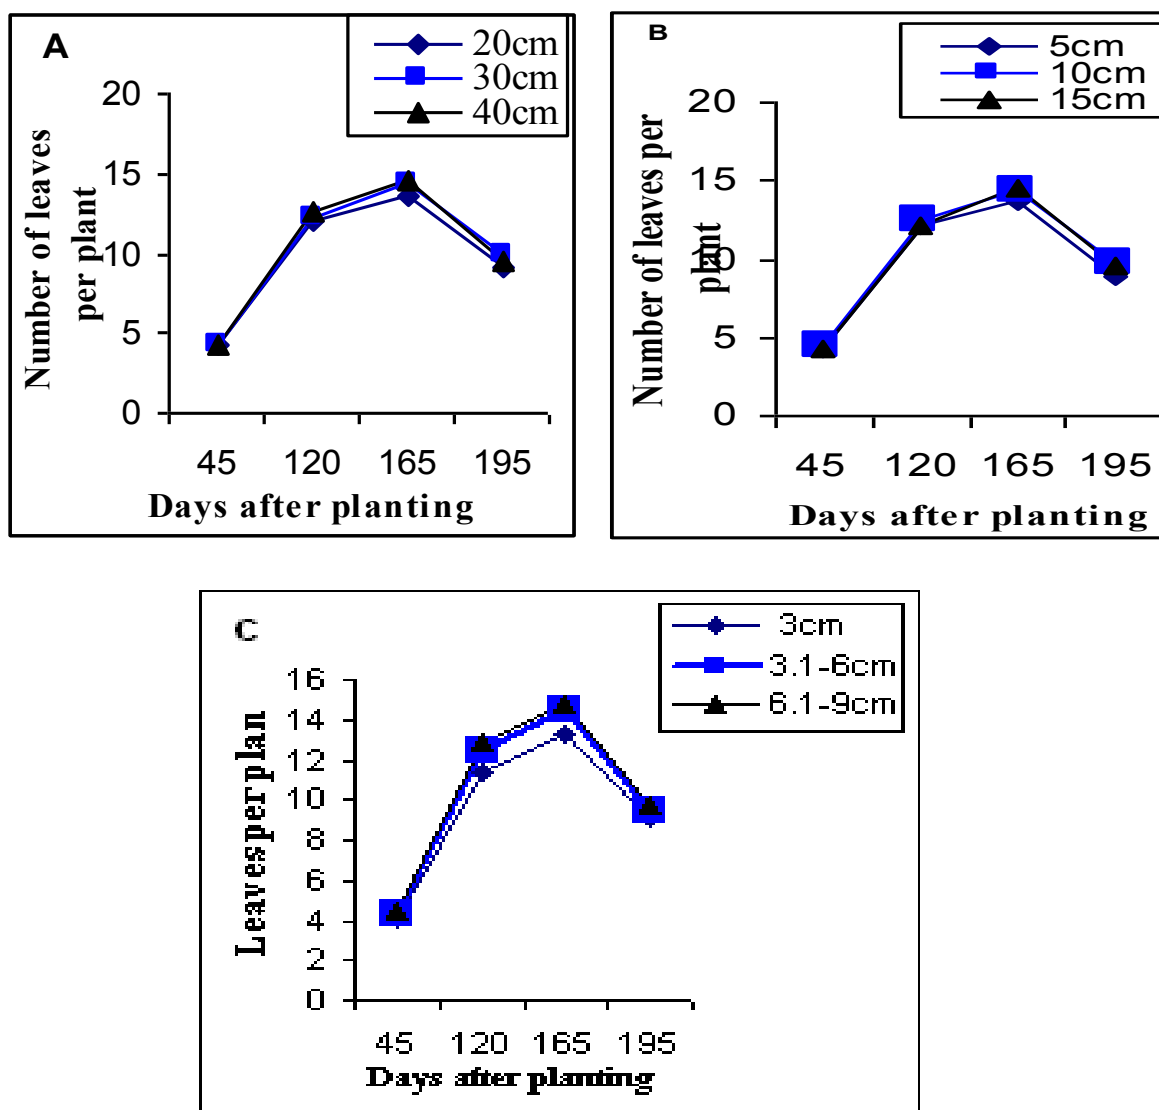 A
20cm
30cm
40cm
Number of leaves
per plant
20
15
10
5
0
45 120 165 195
Days after planting
B
5cm
10cm
15cm
Number of leaves per
plant
20
15
10
5
0
45 120 165 195
Days after planting
C
3cm
3.1-6cm
6.1-9cm
Leavesperplan
16
14
12
10
8
6
4
2
0
45 120 165 195
Days after planting